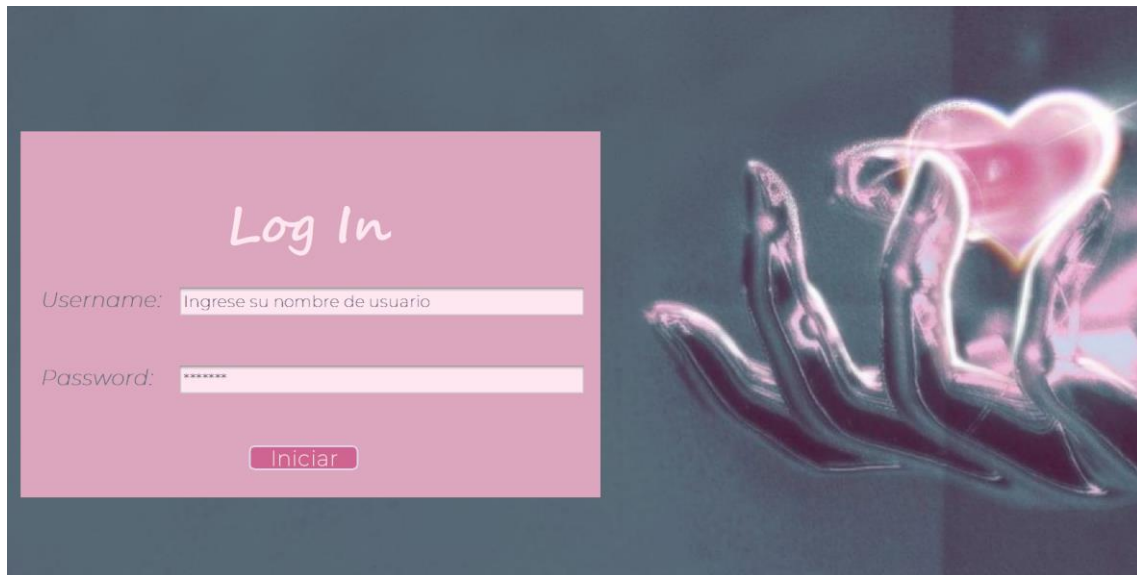 Log In
Username: Ingrese su nombre de usuario
Password: *******
Iniciar